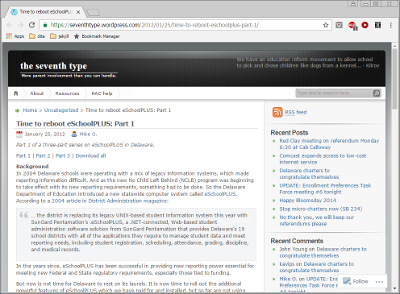 Time to reboot eSchoolPLUS
https://seventhtype.wordpress.com/2012/01/25/time-to-reboot-eschoolplus-part-1/
Apps dita jekyll Bookmark Manager
the seventh type
More parent involvement than you can handle.
We have an education reform movement to allow school
to pick and chose children like dogs from a kennel... - Kilroy
About Resources RAC help
Type text to search here...
Home > Uncategorized > Time to reboot eSchoolPLUS: Part 1
Time to reboot eSchoolPLUS: Part 1
January 25, 2012 Mike O.
Part 1 of a three-part series on eSchoolPLUS in Delaware.
Part 1 | Part 2 | Part 3 | Download all
Background
In 2004 Delaware schools were operating with a mix of legacy information systems, which made
reporting information difficult. And as the new No Child Left Behind (NCLB) program was beginning
to take effect with its new reporting requirements, something had to be done. So the Delaware
Department of Education introduced a new statewide computer system called eSchoolPLUS.
According to a 2004 article in District Administration magazine:
... the district is replacing its legacy UNIX-based student information system this year with
SunGard Pentamation's eSchoolPLUS, a .NET-connected, Web-based student
administration software solution from SunGard Pentamation that provides Delaware's 19
school districts with all of the applications they require to manage student data and meet
reporting needs, including student registration, scheduling, attendance, grading, discipline,
and medical records.
In the years since, eSchoolPLUS has been successful in providing new reporting power essential for
meeting new Federal and State regulatory requirements, especially those tied to funding.
But now is not time for Delaware to rest on its laurels. It is now time to roll out the additional
powerful features of eSchoolPLUS which we have paid for and installed, but so far are not using.
RSS feed
Recent Posts
Red Clay meeting on referendum Monday
6:30 at Cab Calloway
Comcast expands access to low-cost
internet service
Delaware charters to
congratulate themselves
UPDATE: Enrollment Preferences Task
Force meeting #6 tonight
Happy Bloomsday 2014
Stop micro-charters now (SB 234)
No thank you, we will keep our
referendums please
Recent Comments
John Young on Delaware charters to
congratulate themselves
kavips on Delaware charters to
congratulate themselves
Mike O. on UPDATE: En
Preferences Task Force
Follow